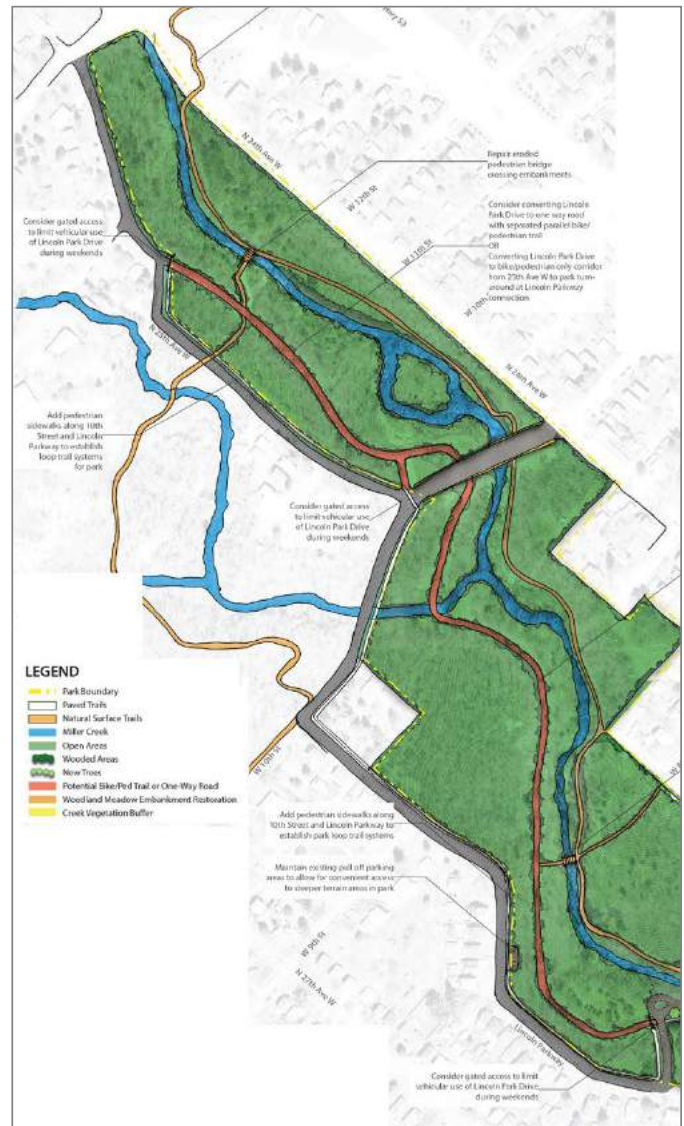 Hwy 53
N 24th Ave W
Repair eroded
pedestrian bridge
crossing embankments
W 12th St
Consider converting Lincoln
Park Drive to one way road
with separated parallel bike/
pedestrian trail
OR
Converting Lincoln Park Drive
to bike/pedestrian only corridor
from 25th Ave W to park turn-
around at Lincoln Parkway
connection
W 11th St
W 10th
Consider gated access
to limit vehicular use
of Lincoln Park Drive
during weekends
N 25th Ave W
N 24th Ave W
Add pedestrian
sidewalks along 10th
Street and Lincoln
Parkway to establish
loop trail systems
for park
Consider gated access
to limit vehicular use
of Lincoln Park Drive
during weekends
LEGEND
Park Boundary
Paved Trails
Natural Surface Trails
Miller Creek
Open Areas
Wooded Areas
New Trees
Potential Bike/Ped Trail or One-Way Road
Woodland Meadow Embankment Restoration
Creek Vegetation Buffer
W 10th St
Add pedestrian sidewalks along
10th Street and Lincoln Parkway to
establish park loop trail systems
Maintain existing pull off parking
areas to allow for convenient access
to steeper terrain areas in park
W 9th St
N 27th Ave W
Lincoln Parkway
Consider gated access to limit
vehicular use of Lincoln Park Drive
during weekends